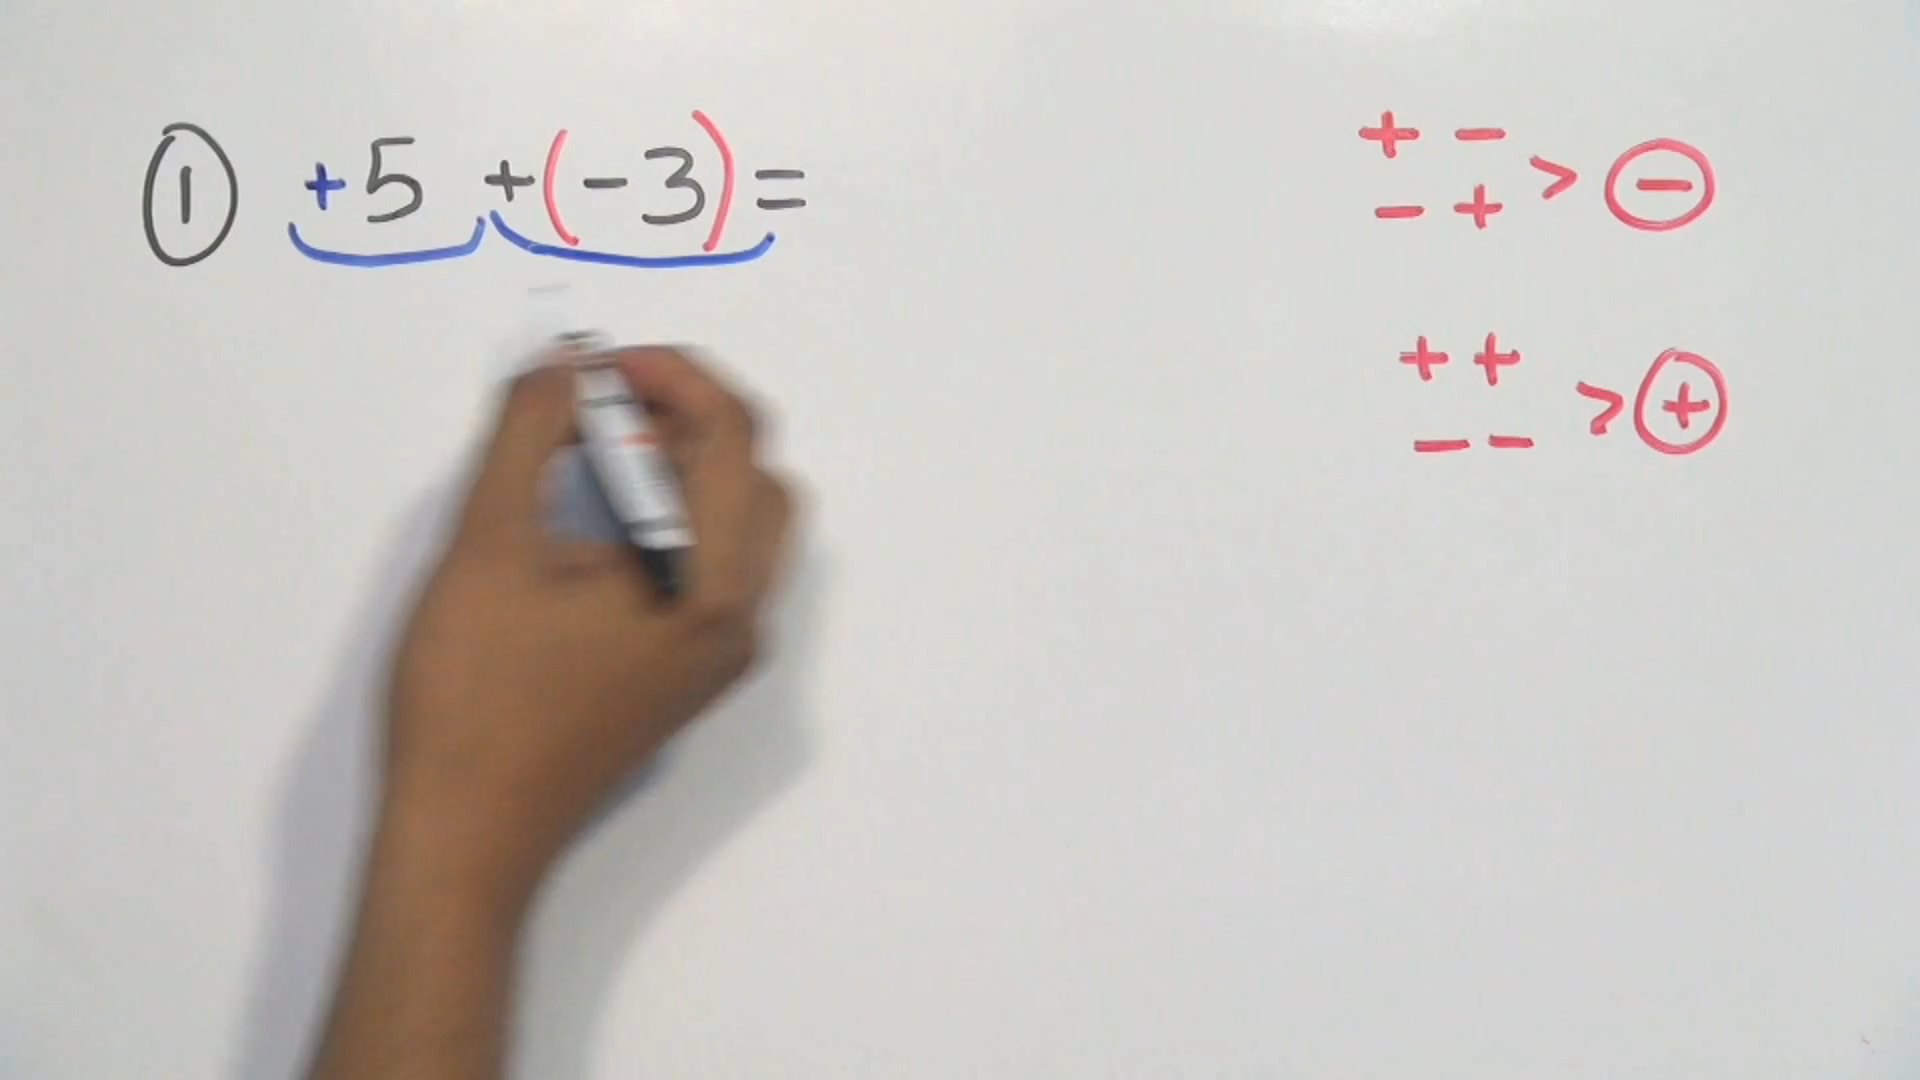 ① +5 +(-3)=
+ -
- + > ⊖
+ +
- - > ⊕